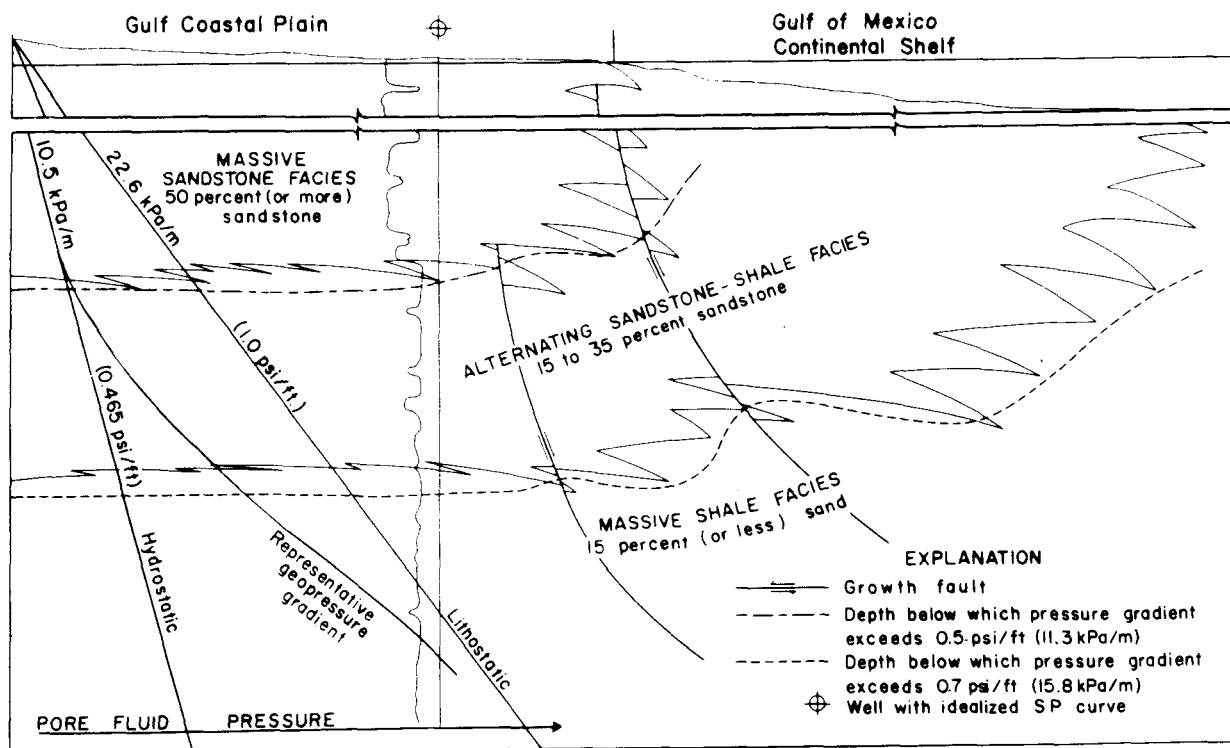 Gulf Coastal Plain
Gulf of Mexico
Continental Shelf
10.5 kPa/m
22.6 kPa/m
MASSIVE
SANDSTONE FACIES
50 percent (or more)
sandstone
(1.0 psi/ft.)
(0.465 psi/ft)
ALTERNATING SANDSTONE-SHALE FACIES
15 to 35 percent sandstone
MASSIVE SHALE FACIES
15 percent (or less) sand
Hydrostatic
Representative
geopressure
gradient
Lithostatic
PORE FLUID PRESSURE
EXPLANATION
Growth fault
Depth below which pressure gradient
exceeds 0.5 psi/ft (11.3 kPa/m)
Depth below which pressure gradient
exceeds 0.7 psi/ft (15.8 kPa/m)
Well with idealized SP curve